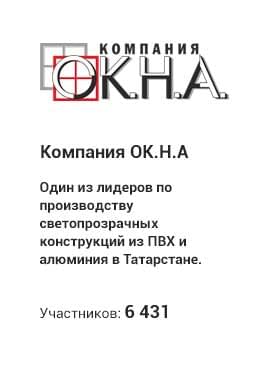 КОМПАНИЯ
ОК.Н.А.
Компания ОК.Н.А
Один из лидеров по
производству
светопрозрачных
конструкций из ПВХ и
алюминия в Татарстане.
Участников: 6 431